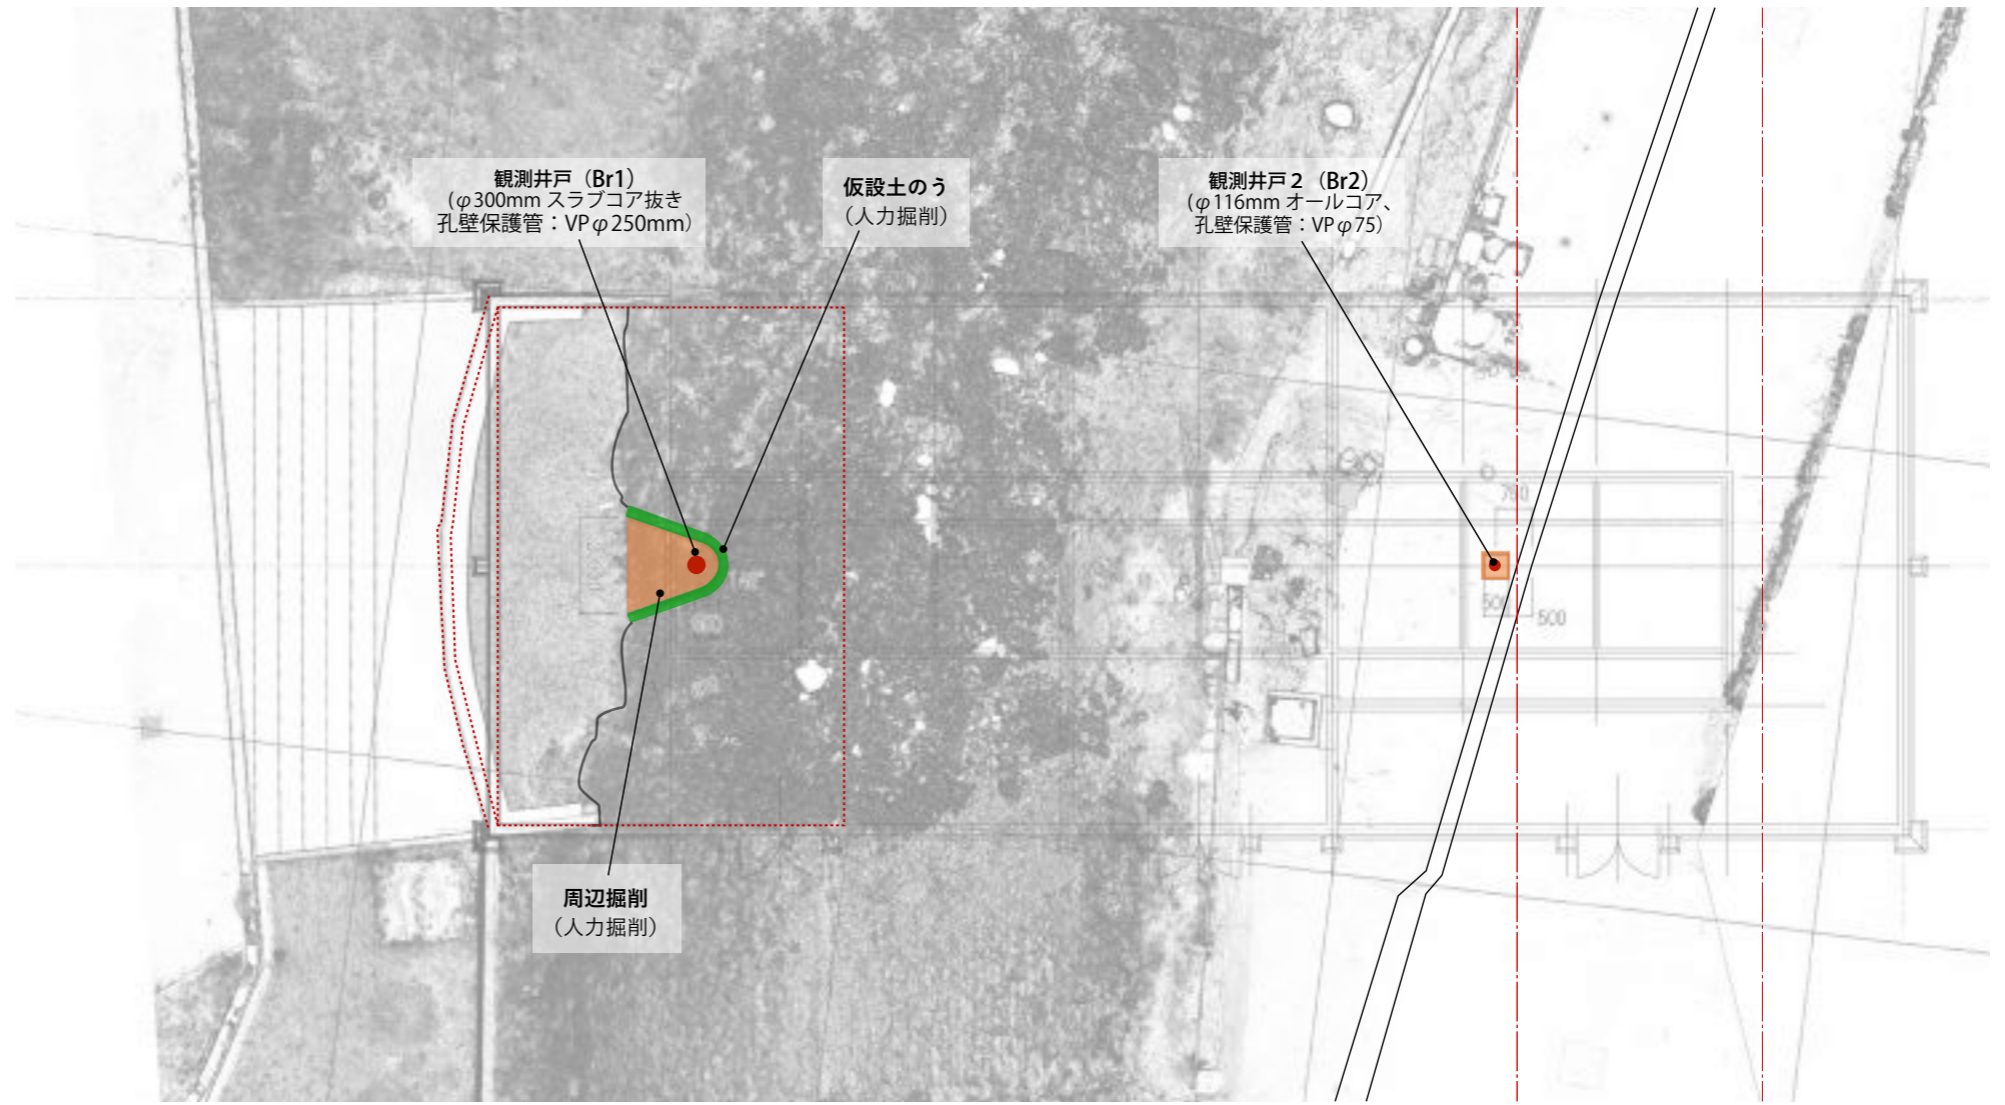 観測井戸（Br1）
（φ300mm スラブコア抜き
孔壁保護管：VPφ250mm）
仮設土のう
（人力掘削）
観測井戸２（Br2）
（φ116mm オールコア、
孔壁保護管：VPφ75）
周辺掘削
（人力掘削）
500